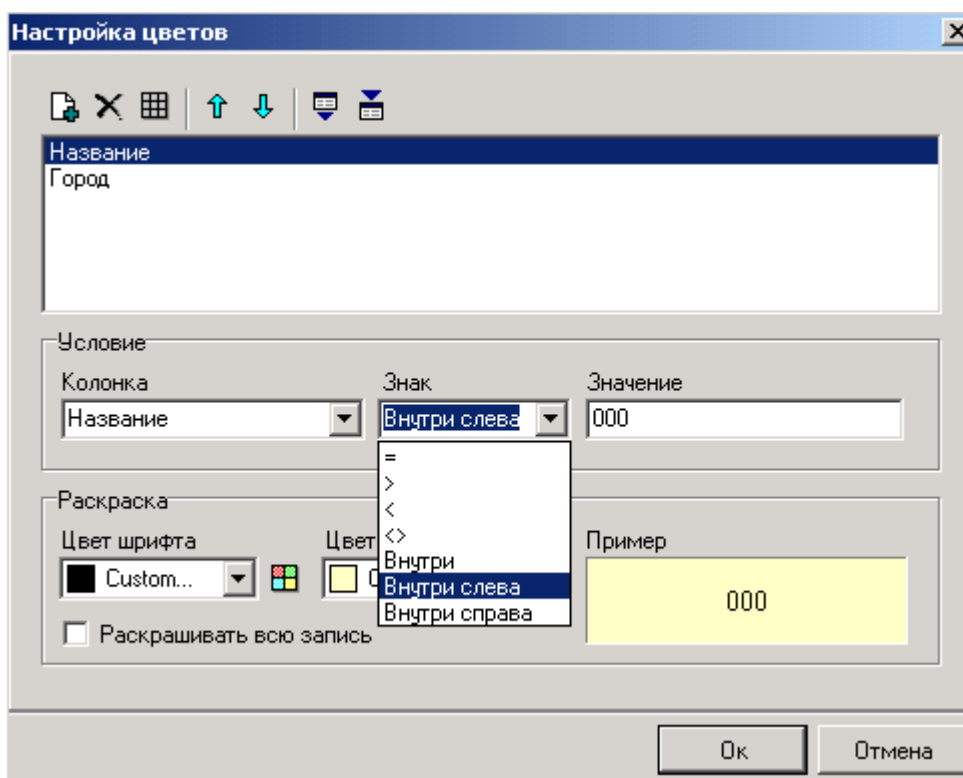 Настройка цветов
Название
Город
Условие
Колонка Знак Значение
Название Внутри слева 000
=
>
<
<>
Внутри
Внутри слева
Внутри справа
Раскраска
Цвет шрифта Цвет Пример
Custom... 000
Раскрашивать всю запись
Ок Отмена